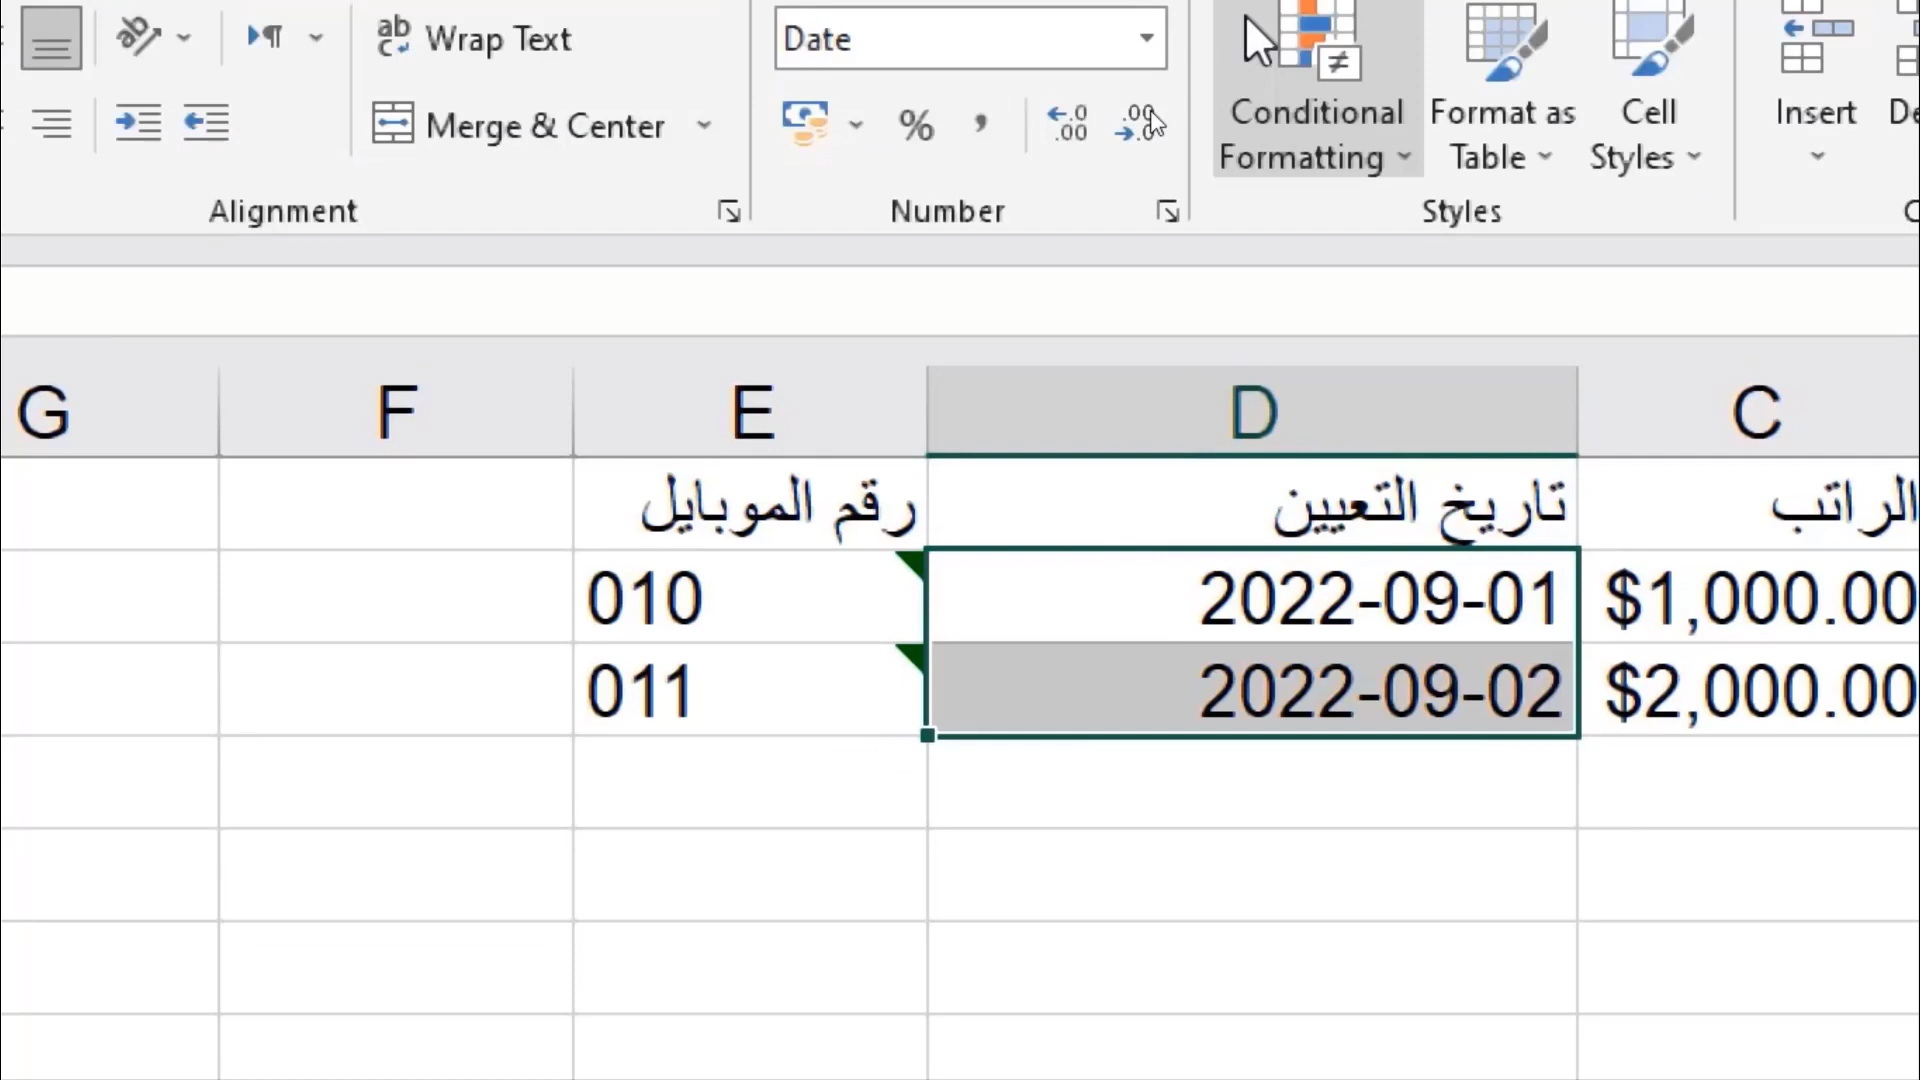 Wrap Text
Date
Merge & Center
% ,
Conditional Formatting
Format as Table
Cell Styles
Insert
Alignment
Number
Styles
G F E D C
رقم الموبايل تاريخ التعيين الراتب
010 2022-09-01 $1,000.00
011 2022-09-02 $2,000.00